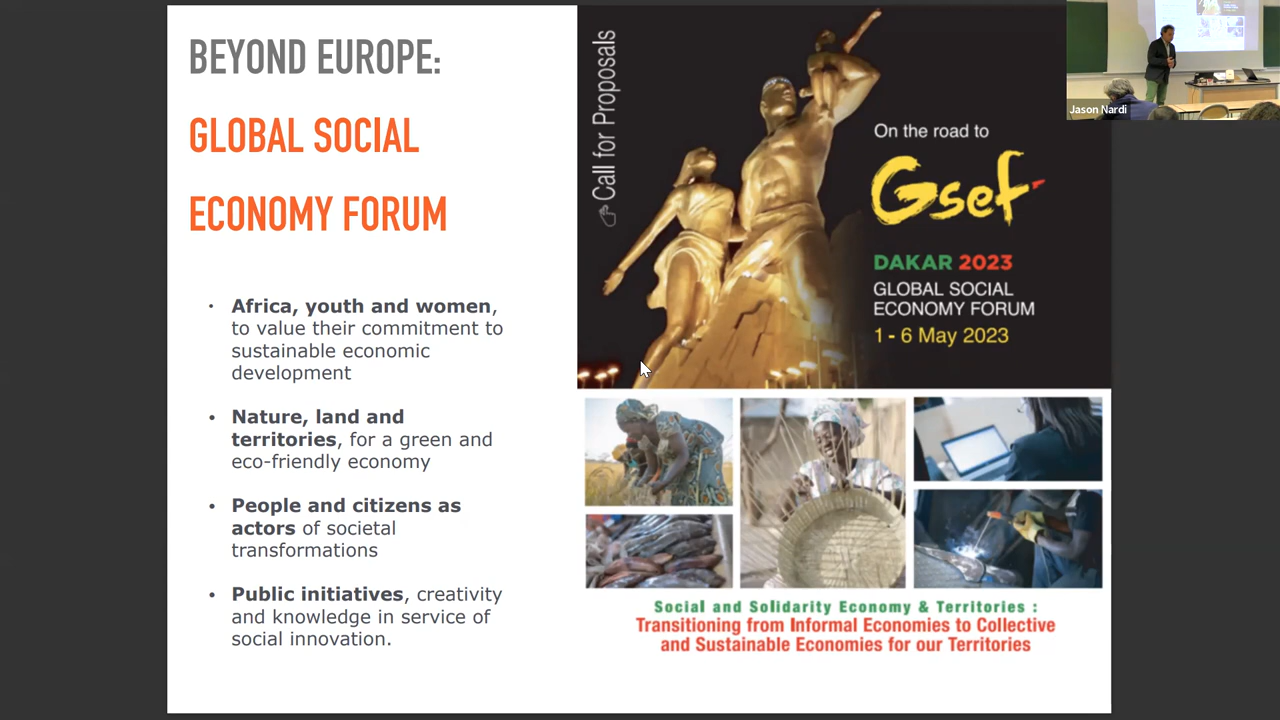 BEYOND EUROPE:
GLOBAL SOCIAL
ECONOMY FORUM
• Africa, youth and women,
to value their commitment to
sustainable economic
development
• Nature, land and
territories, for a green and
eco-friendly economy
• People and citizens as
actors of societal
transformations
• Public initiatives, creativity
and knowledge in service of
social innovation.
Call for Proposals
On the road to
Gsef
DAKAR 2023
GLOBAL SOCIAL
ECONOMY FORUM
1 - 6 May 2023
Social and Solidarity Economy & Territories :
Transitioning from Informal Economies to Collective
and Sustainable Economies for our Territories
Jason Nardi